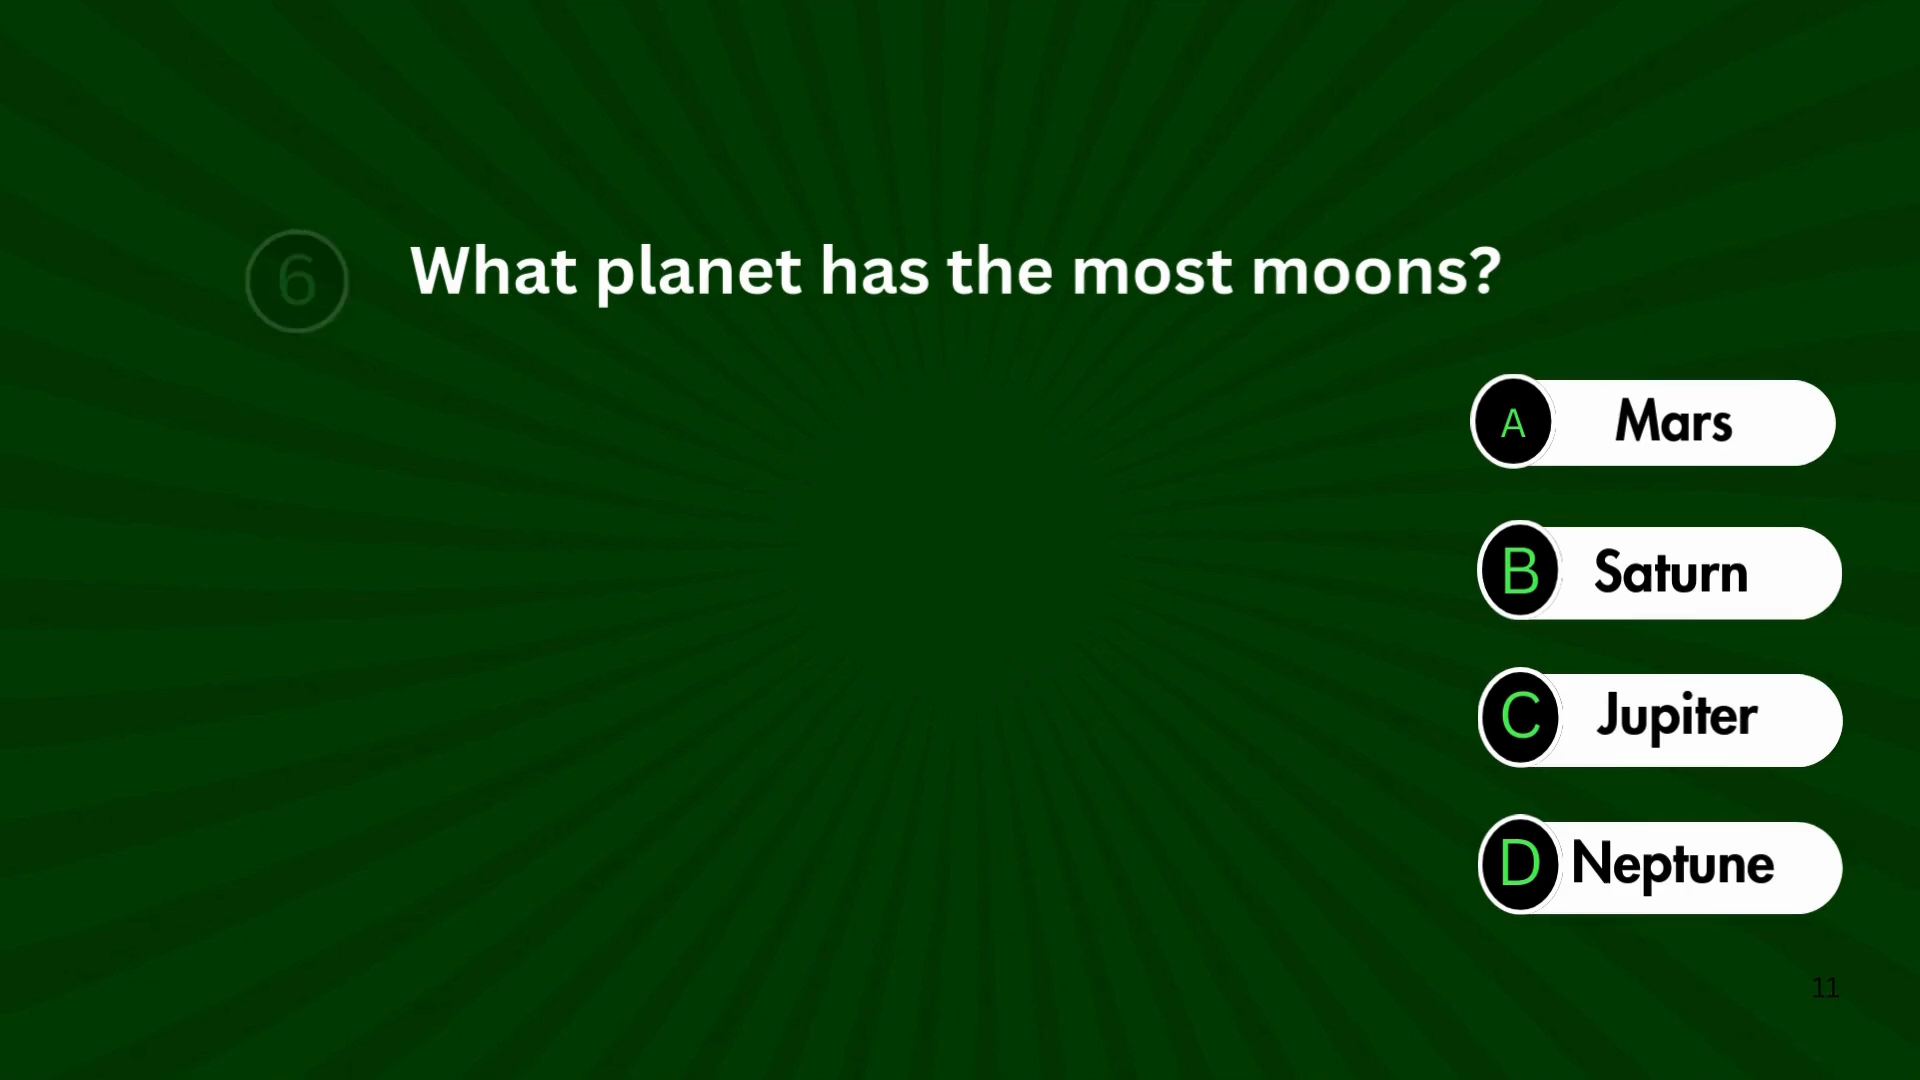 6 What planet has the most moons?
A Mars
B Saturn
C Jupiter
D Neptune
11